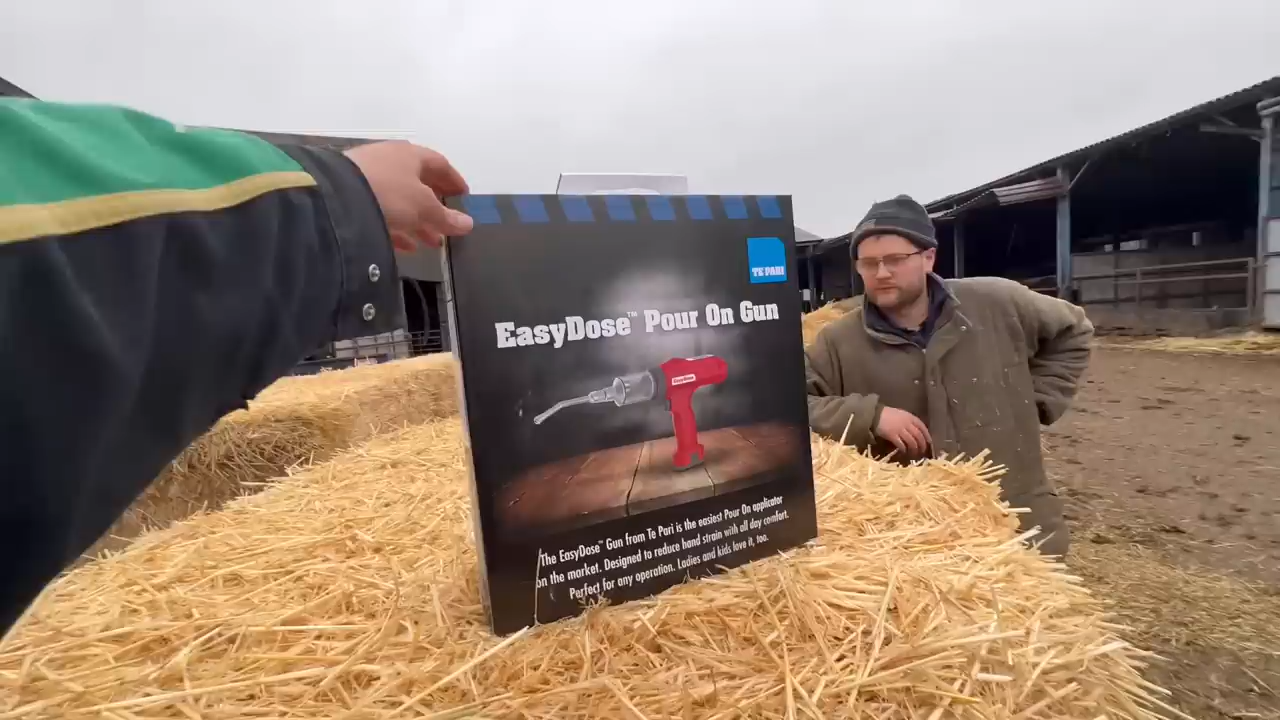 TE PARI
EasyDose™ Pour On Gun
EasyDose
The EasyDose™ Gun from Te Pari is the easiest Pour On applicator
on the market. Designed to reduce hand strain with all day comfort.
Perfect for any operation. Ladies and kids love it, too.